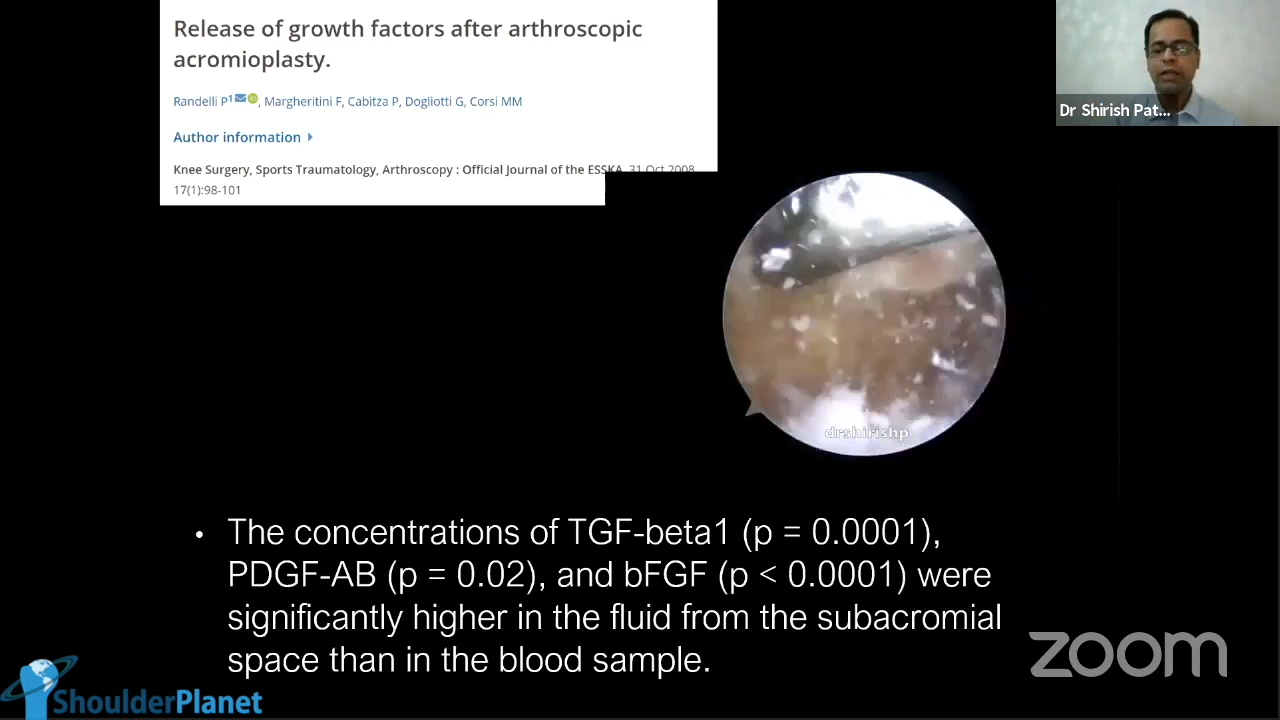 Release of growth factors after arthroscopic
acromioplasty.
Randelli P1, Margheritini F, Cabitza P, Dogliotti G, Corsi MM
Author information
Knee Surgery, Sports Traumatology, Arthroscopy : Official Journal of the ESSKA, 31 Oct 2008
17(1):98-101
Dr Shirish Pat...
drshirishp
• The concentrations of TGF-beta1 (p = 0.0001),
PDGF-AB (p = 0.02), and bFGF (p < 0.0001) were
significantly higher in the fluid from the subacromial
space than in the blood sample.
zoom
ShoulderPlanet